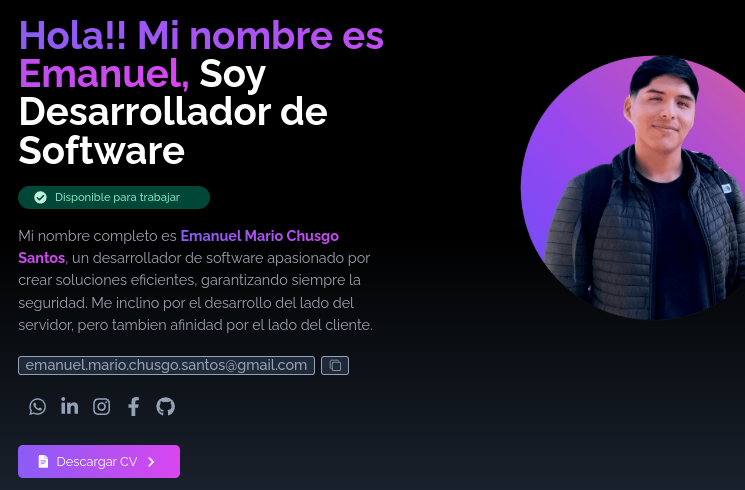 Hola!! Mi nombre es
Emanuel, Soy
Desarrollador de
Software
Disponible para trabajar
Mi nombre completo es Emanuel Mario Chusgo
Santos, un desarrollador de software apasionado por
crear soluciones eficientes, garantizando siempre la
seguridad. Me inclino por el desarrollo del lado del
servidor, pero tambien afinidad por el lado del cliente.
emanuel.mario.chusgo.santos@gmail.com
Descargar CV